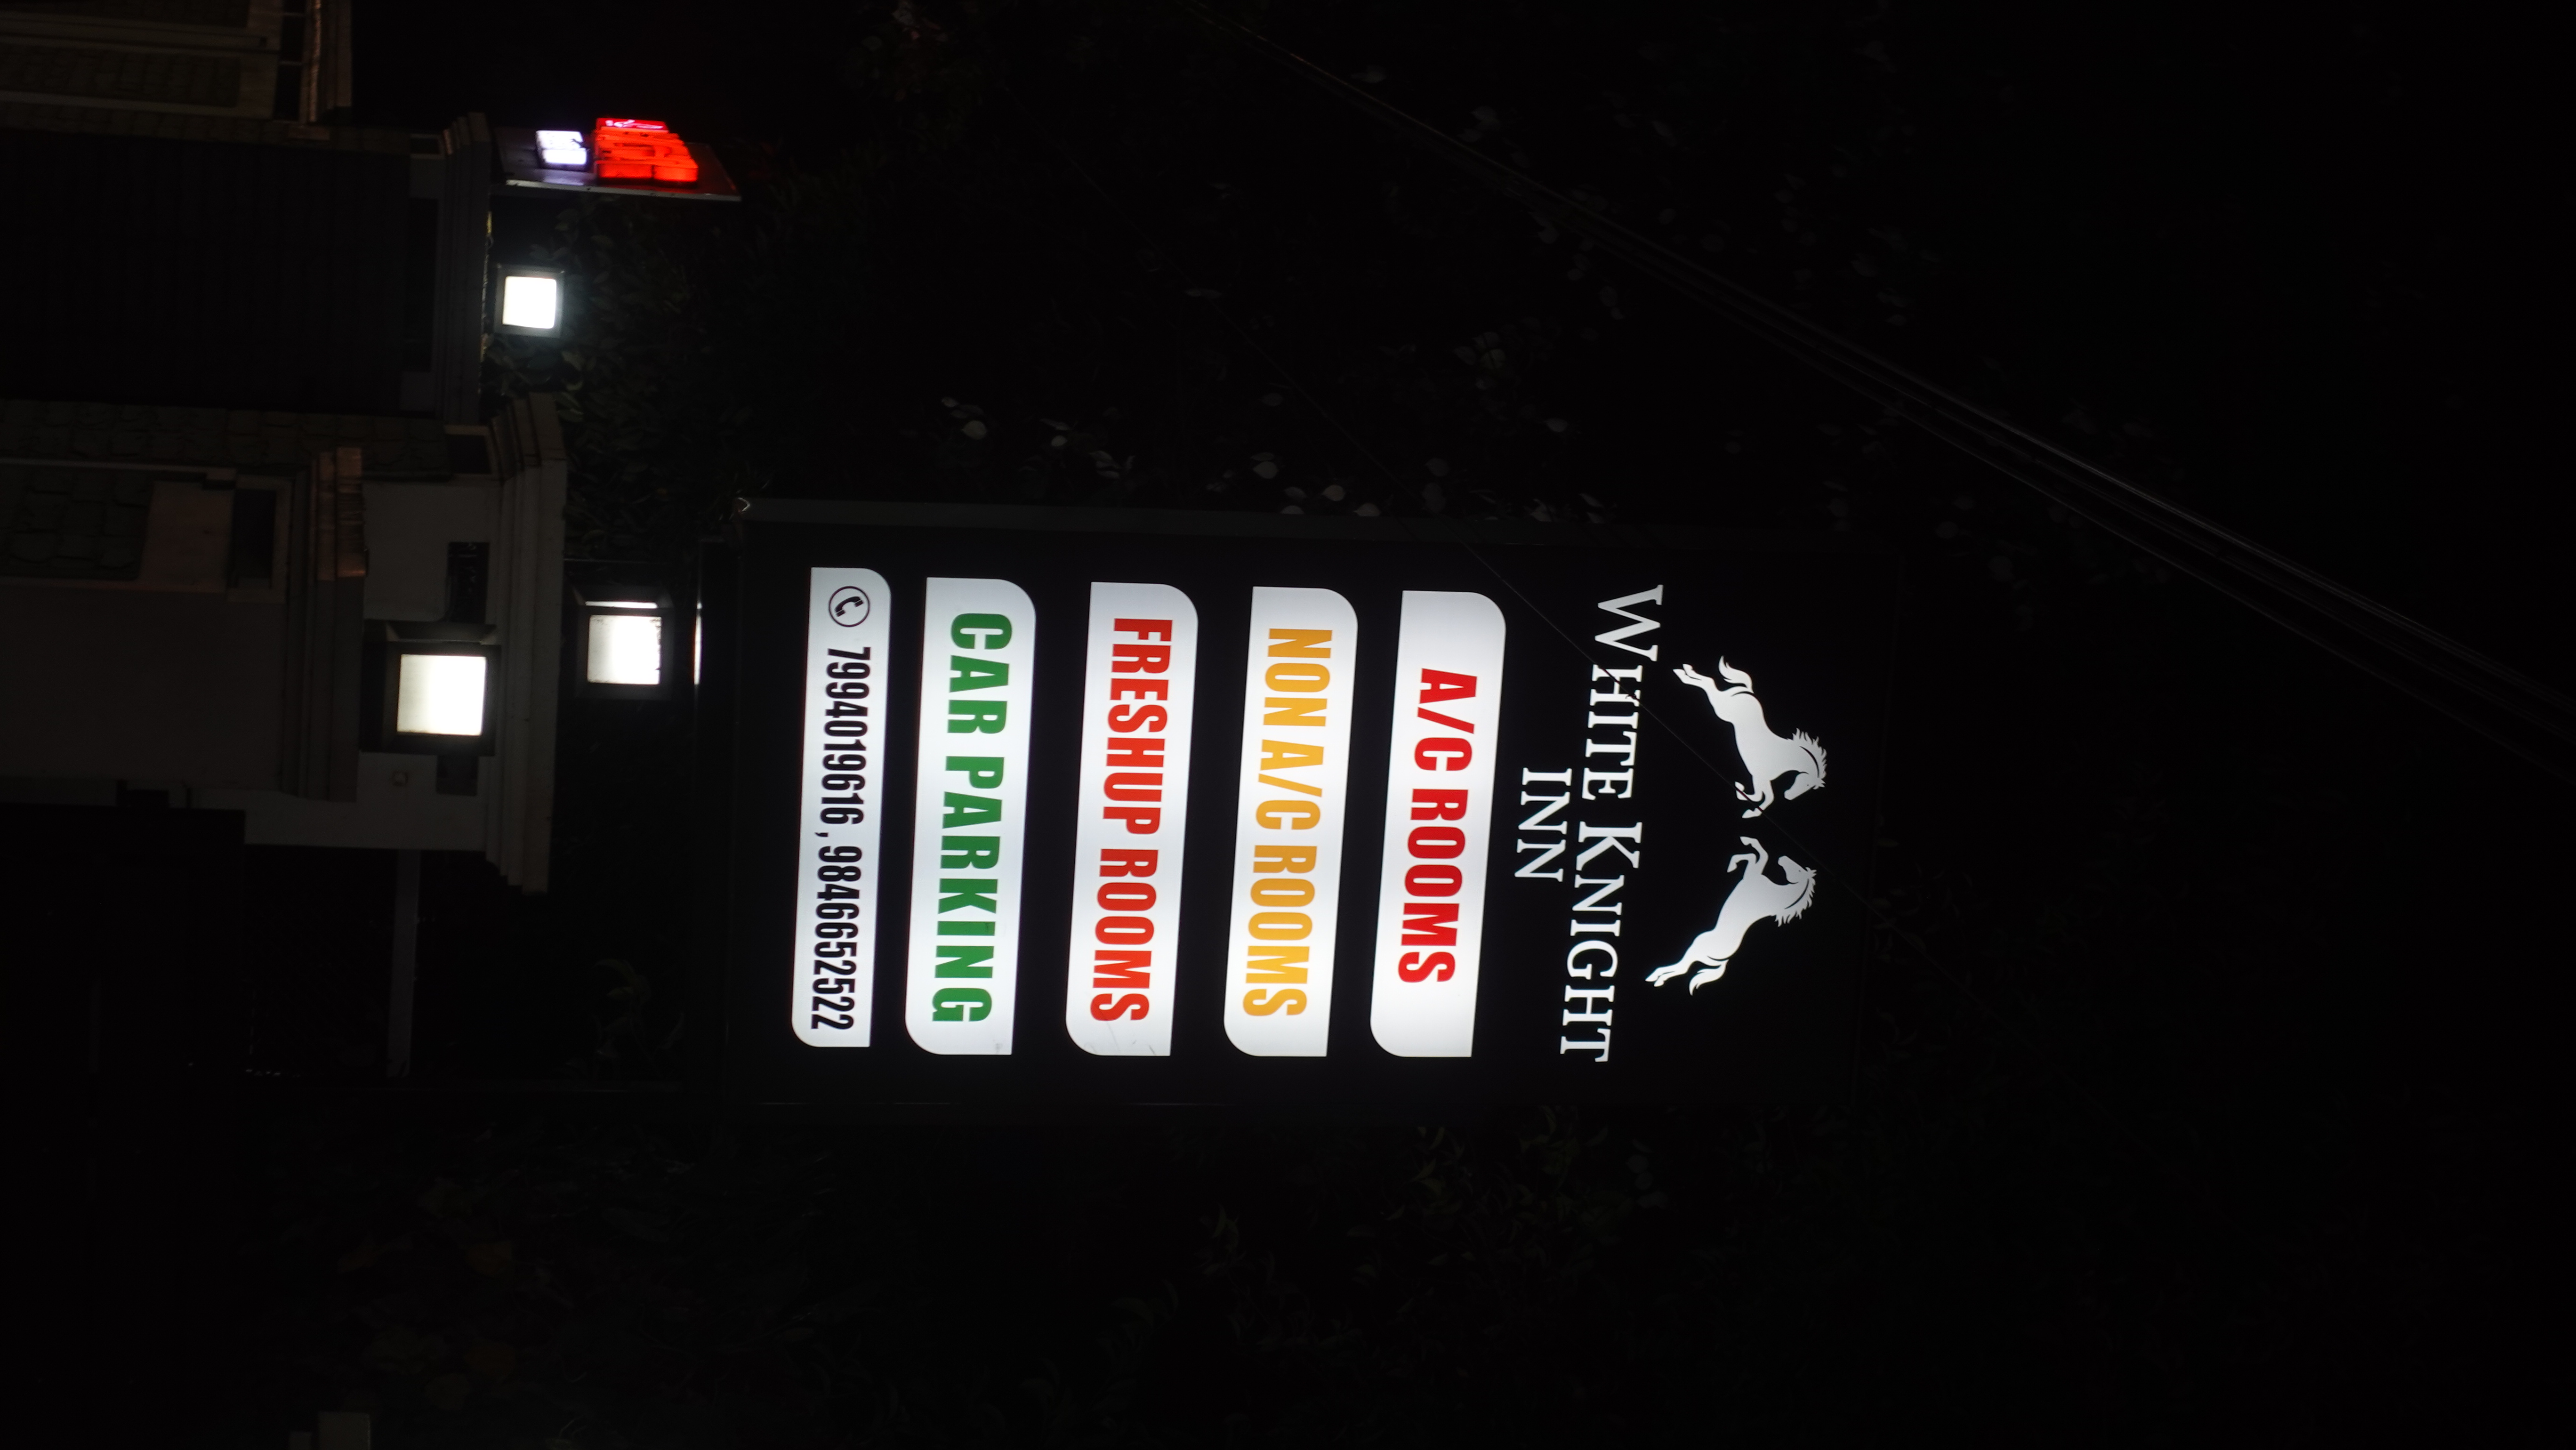 WHITE KNIGHT
INN
A/C ROOMS
NON A/C ROOMS
FRESHUP ROOMS
CAR PARKING
7994019616 , 9846652522